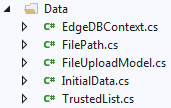 Data
C# EdgeDBContext.cs
C# FilePath.cs
C# FileUploadModel.cs
C# InitialData.cs
C# TrustedList.cs